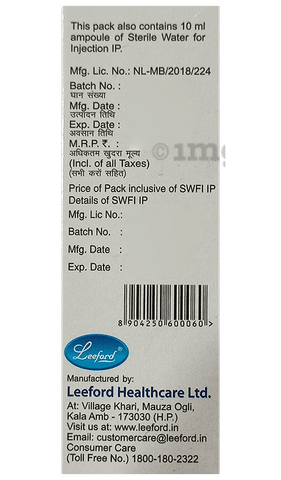 This pack also contains 10 ml
ampoule of Sterile Water for
Injection IP.
Mfg. Lic. No.: NL-MB/2018/224
Batch No. :
घान संख्या
Mfg. Date :
उत्पादन तिथि
Exp. Date :
अवसान तिथि
M.R.P. ₹. :
अधिकतम खुदरा मूल्य
(Incl. of all Taxes)
(सभी करों सहित)
1mg
Price of Pack inclusive of SWFI IP
Details of SWFI IP
Mfg Lic No.:
Batch No. :
Mfg Date :
Exp. Date :
8 904250 600060 >
Leeford®
Manufactured by:
Leeford Healthcare Ltd.
At: Village Khari, Mauza Ogli,
Kala Amb - 173030 (H.P.)
Visit us at: www.leeford.in
Email: customercare@leeford.in
Consumer Care
(Toll Free No.) 1800-180-2322